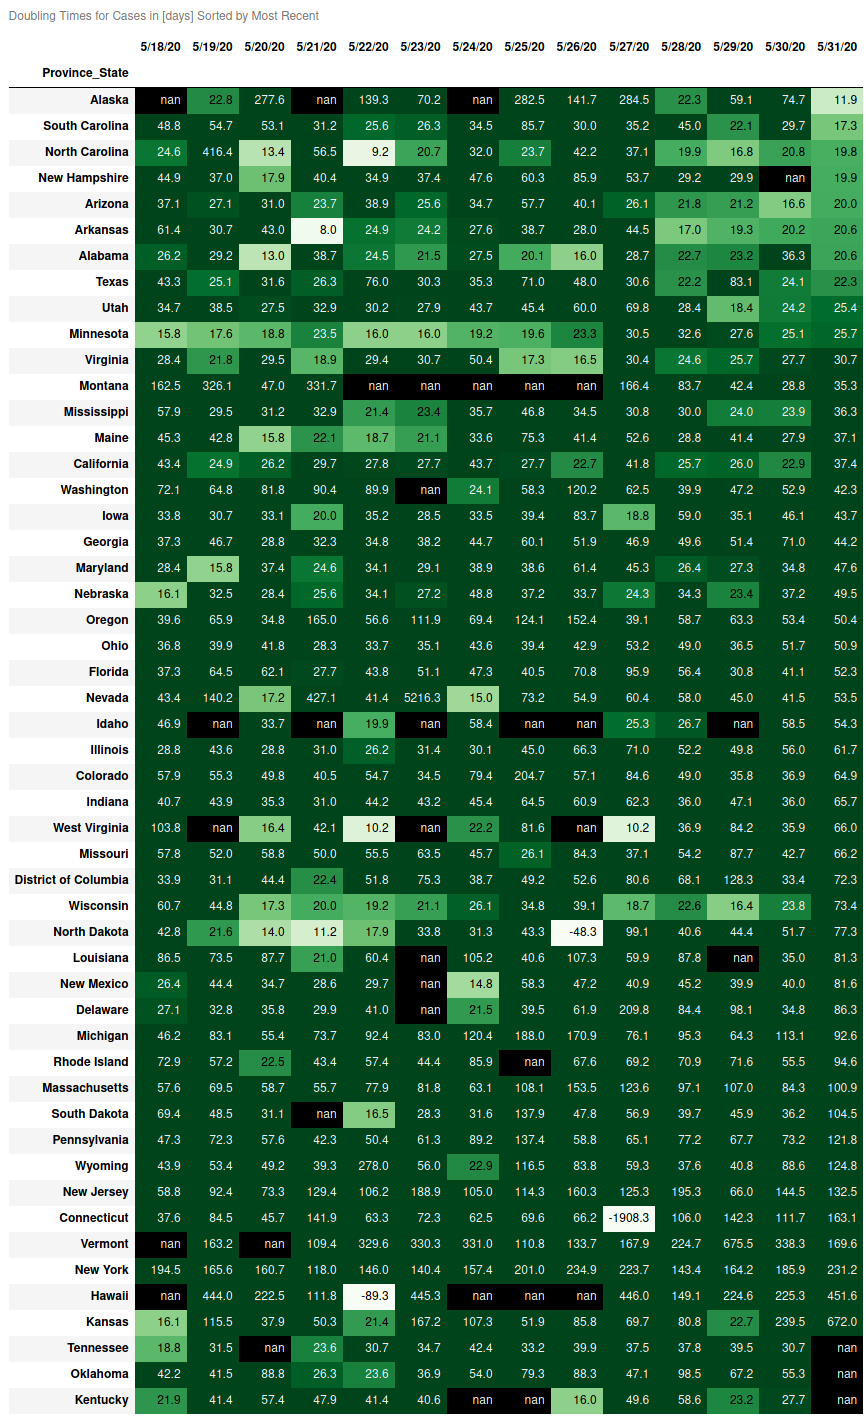 Doubling Times for Cases in [days] Sorted by Most Recent
5/18/20 5/19/20 5/20/20 5/21/20 5/22/20 5/23/20 5/24/20 5/25/20 5/26/20 5/27/20 5/28/20 5/29/20 5/30/20 5/31/20
Province_State
Alaska nan 22.8 277.6 nan 139.3 70.2 nan 282.5 141.7 284.5 22.3 59.1 74.7 11.9
South Carolina 48.8 54.7 53.1 31.2 25.6 26.3 34.5 85.7 30.0 35.2 45.0 22.1 29.7 17.3
North Carolina 24.6 416.4 13.4 56.5 9.2 20.7 32.0 23.7 42.2 37.1 19.9 16.8 20.8 19.8
New Hampshire 44.9 37.0 17.9 40.4 34.9 37.4 47.6 60.3 85.9 53.7 29.2 29.9 nan 19.9
Arizona 37.1 27.1 31.0 23.7 38.9 25.6 34.7 57.7 40.1 26.1 21.8 21.2 16.6 20.0
Arkansas 61.4 30.7 43.0 8.0 24.9 24.2 27.6 38.7 28.0 44.5 17.0 19.3 20.2 20.6
Alabama 26.2 29.2 13.0 38.7 24.5 21.5 27.5 20.1 16.0 28.7 22.7 23.2 36.3 20.6
Texas 43.3 25.1 31.6 26.3 76.0 30.3 35.3 71.0 48.0 30.6 22.2 83.1 24.1 22.3
Utah 34.7 38.5 27.5 32.9 30.2 27.9 43.7 45.4 60.0 69.8 28.4 18.4 24.2 25.4
Minnesota 15.8 17.6 18.8 23.5 16.0 16.0 19.2 19.6 23.3 30.5 32.6 27.6 25.1 25.7
Virginia 28.4 21.8 29.5 18.9 29.4 30.7 50.4 17.3 16.5 30.4 24.6 25.7 27.7 30.7
Montana 162.5 326.1 47.0 331.7 nan nan nan nan nan 166.4 83.7 42.4 28.8 35.3
Mississippi 57.9 29.5 31.2 32.9 21.4 23.4 35.7 46.8 34.5 30.8 30.0 24.0 23.9 36.3
Maine 45.3 42.8 15.8 22.1 18.7 21.1 33.6 75.3 41.4 52.6 28.8 41.4 27.9 37.1
California 43.4 24.9 26.2 29.7 27.8 27.7 43.7 27.7 22.7 41.8 25.7 26.0 22.9 37.4
Washington 72.1 64.8 81.8 90.4 89.9 nan 24.1 58.3 120.2 62.5 39.9 47.2 52.9 42.3
Iowa 33.8 30.7 33.1 20.0 35.2 28.5 33.5 39.4 83.7 18.8 59.0 35.1 46.1 43.7
Georgia 37.3 46.7 28.8 32.3 34.8 38.2 44.7 60.1 51.9 46.9 49.6 51.4 71.0 44.2
Maryland 28.4 15.8 37.4 24.6 34.1 29.1 38.9 38.6 61.4 45.3 26.4 27.3 34.8 47.6
Nebraska 16.1 32.5 28.4 25.6 34.1 27.2 48.8 37.2 33.7 24.3 34.3 23.4 37.2 49.5
Oregon 39.6 65.9 34.8 165.0 56.6 111.9 69.4 124.1 152.4 39.1 58.7 63.3 53.4 50.4
Ohio 36.8 39.9 41.8 28.3 33.7 35.1 43.6 39.4 42.9 53.2 49.0 36.5 51.7 50.9
Florida 37.3 64.5 62.1 27.7 43.8 51.1 47.3 40.5 70.8 95.9 56.4 30.8 41.1 52.3
Nevada 43.4 140.2 17.2 427.1 41.4 5216.3 15.0 73.2 54.9 60.4 58.0 45.0 41.5 53.5
Idaho 46.9 nan 33.7 nan 19.9 nan 58.4 nan nan 25.3 26.7 nan 58.5 54.3
Illinois 28.8 43.6 28.8 31.0 26.2 31.4 30.1 45.0 66.3 71.0 52.2 49.8 56.0 61.7
Colorado 57.9 55.3 49.8 40.5 54.7 34.5 79.4 204.7 57.1 84.6 49.0 35.8 36.9 64.9
Indiana 40.7 43.9 35.3 31.0 44.2 43.2 45.4 64.5 60.9 62.3 36.0 47.1 36.0 65.7
West Virginia 103.8 nan 16.4 42.1 10.2 nan 22.2 81.6 nan 10.2 36.9 84.2 35.9 66.0
Missouri 57.8 52.0 58.8 50.0 55.5 63.5 45.7 26.1 84.3 37.1 54.2 87.7 42.7 66.2
District of Columbia 33.9 31.1 44.4 22.4 51.8 75.3 38.7 49.2 52.6 80.6 68.1 128.3 33.4 72.3
Wisconsin 60.7 44.8 17.3 20.0 19.2 21.1 26.1 34.8 39.1 18.7 22.6 16.4 23.8 73.4
North Dakota 42.8 21.6 14.0 11.2 17.9 33.8 31.3 43.3 -48.3 99.1 40.6 44.4 51.7 77.3
Louisiana 86.5 73.5 87.7 21.0 60.4 nan 105.2 40.6 107.3 59.9 87.8 nan 35.0 81.3
New Mexico 26.4 44.4 34.7 28.6 29.7 nan 14.8 58.3 47.2 40.9 45.2 39.9 40.0 81.6
Delaware 27.1 32.8 35.8 29.9 41.0 nan 21.5 39.5 61.9 209.8 84.4 98.1 34.8 86.3
Michigan 46.2 83.1 55.4 73.7 92.4 83.0 120.4 188.0 170.9 76.1 95.3 64.3 113.1 92.6
Rhode Island 72.9 57.2 22.5 43.4 57.4 44.4 85.9 nan 67.6 69.2 70.9 71.6 55.5 94.6
Massachusetts 57.6 69.5 58.7 55.7 77.9 81.8 63.1 108.1 153.5 123.6 97.1 107.0 84.3 100.9
South Dakota 69.4 48.5 31.1 nan 16.5 28.3 31.6 137.9 47.8 56.9 39.7 45.9 36.2 104.5
Pennsylvania 47.3 72.3 57.6 42.3 50.4 61.3 89.2 137.4 58.8 65.1 77.2 67.7 73.2 121.8
Wyoming 43.9 53.4 49.2 39.3 278.0 56.0 22.9 116.5 83.8 59.3 37.6 40.8 88.6 124.8
New Jersey 58.8 92.4 73.3 129.4 106.2 188.9 105.0 114.3 160.3 125.3 195.3 66.0 144.5 132.5
Connecticut 37.6 84.5 45.7 141.9 63.3 72.3 62.5 69.6 66.2 -1908.3 106.0 142.3 111.7 163.1
Vermont nan 163.2 nan 109.4 329.6 330.3 331.0 110.8 133.7 167.9 224.7 675.5 338.3 169.6
New York 194.5 165.6 160.7 118.0 146.0 140.4 157.4 201.0 234.9 223.7 143.4 164.2 185.9 231.2
Hawaii nan 444.0 222.5 111.8 -89.3 445.3 nan nan nan 446.0 149.1 224.6 225.3 451.6
Kansas 16.1 115.5 37.9 50.3 21.4 167.2 107.3 51.9 85.8 69.7 80.8 22.7 239.5 672.0
Tennessee 18.8 31.5 nan 23.6 30.7 34.7 42.4 33.2 39.9 37.5 37.8 39.5 30.7 nan
Oklahoma 42.2 41.5 88.8 26.3 23.6 36.9 54.0 79.3 88.3 47.1 98.5 67.2 55.3 nan
Kentucky 21.9 41.4 57.4 47.9 41.4 40.6 nan nan 16.0 49.6 58.6 23.2 27.7 nan